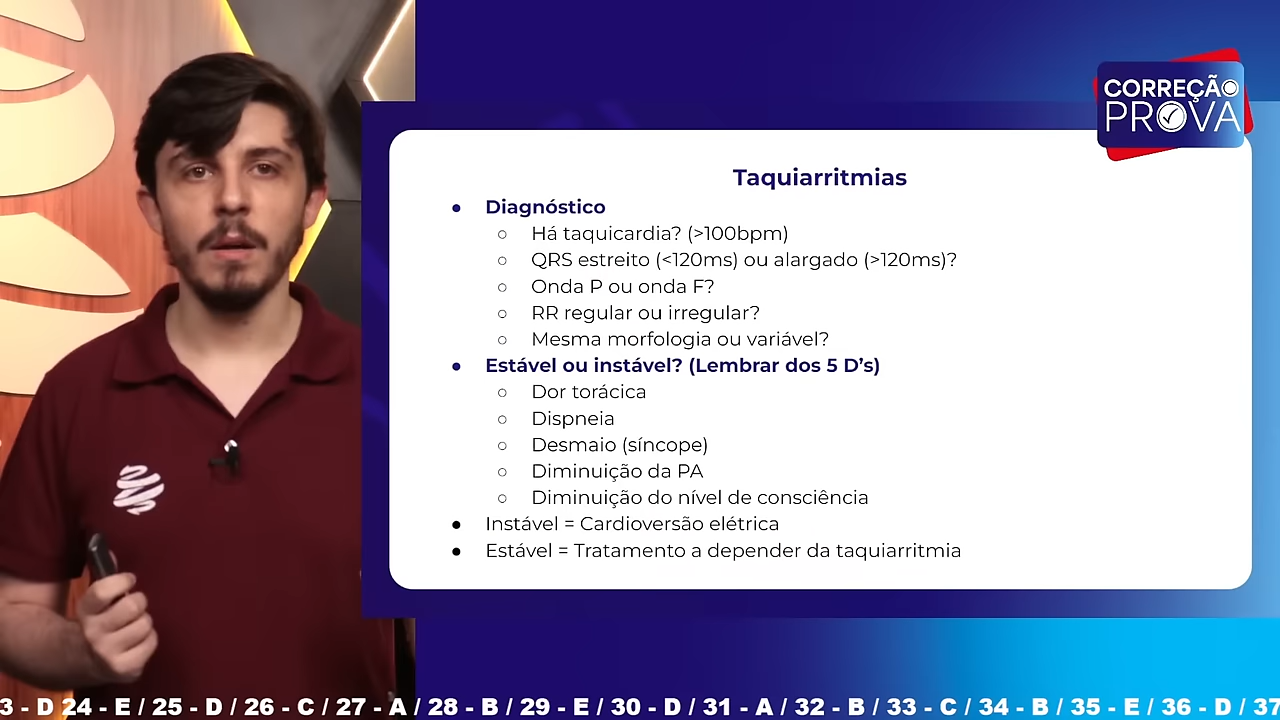 CORREÇÃO
PROVA
Taquiarritmias
● Diagnóstico
○ Há taquicardia? (>100bpm)
○ QRS estreito (<120ms) ou alargado (>120ms)?
○ Onda P ou onda F?
○ RR regular ou irregular?
○ Mesma morfologia ou variável?
● Estável ou instável? (Lembrar dos 5 D’s)
○ Dor torácica
○ Dispneia
○ Desmaio (síncope)
○ Diminuição da PA
○ Diminuição do nível de consciência
● Instável = Cardioversão elétrica
● Estável = Tratamento a depender da taquiarritmia
3 - D 24 - E / 25 - D / 26 - C / 27 - A / 28 - B / 29 - E / 30 - D / 31 - A / 32 - B / 33 - C / 34 - B / 35 - E / 36 - D / 37